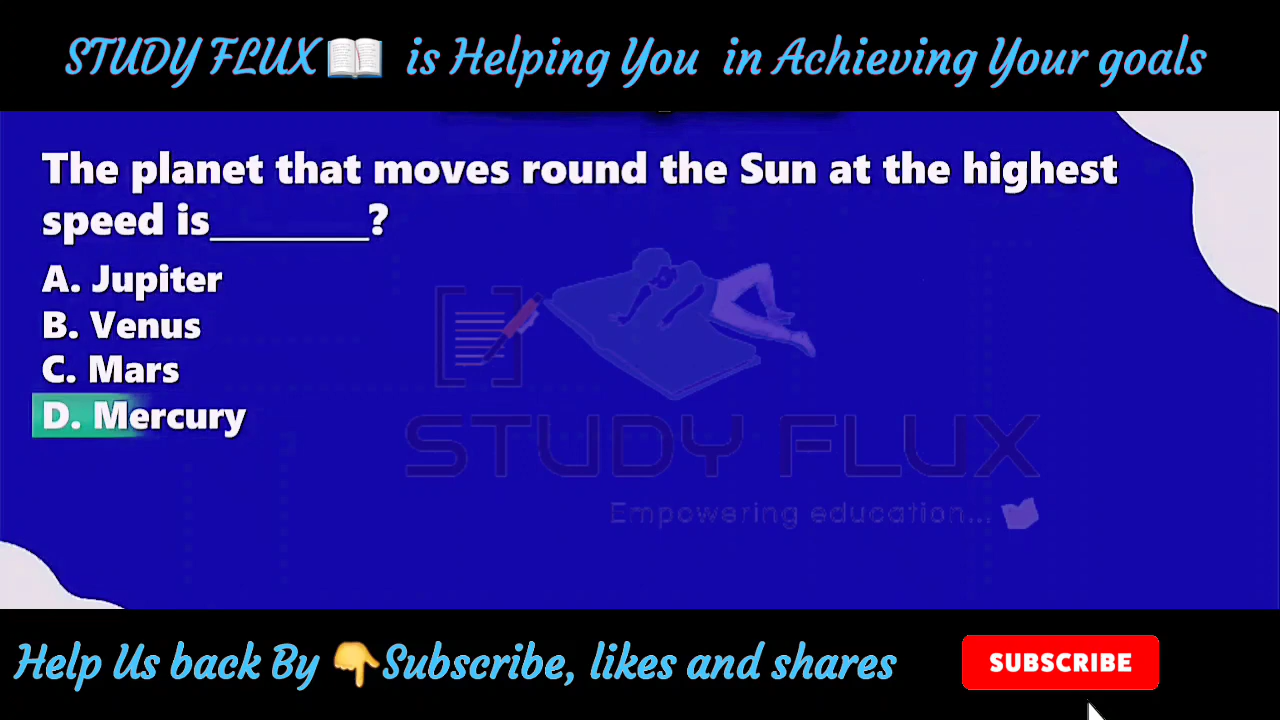 STUDY FLUX📖 is Helping You in Achieving Your goals
The planet that moves round the Sun at the highest
speed is_________?
A. Jupiter
B. Venus
C. Mars
D. Mercury
STUDY FLUX
Empowering education...
Help Us back By 👇Subscribe, likes and shares
SUBSCRIBE